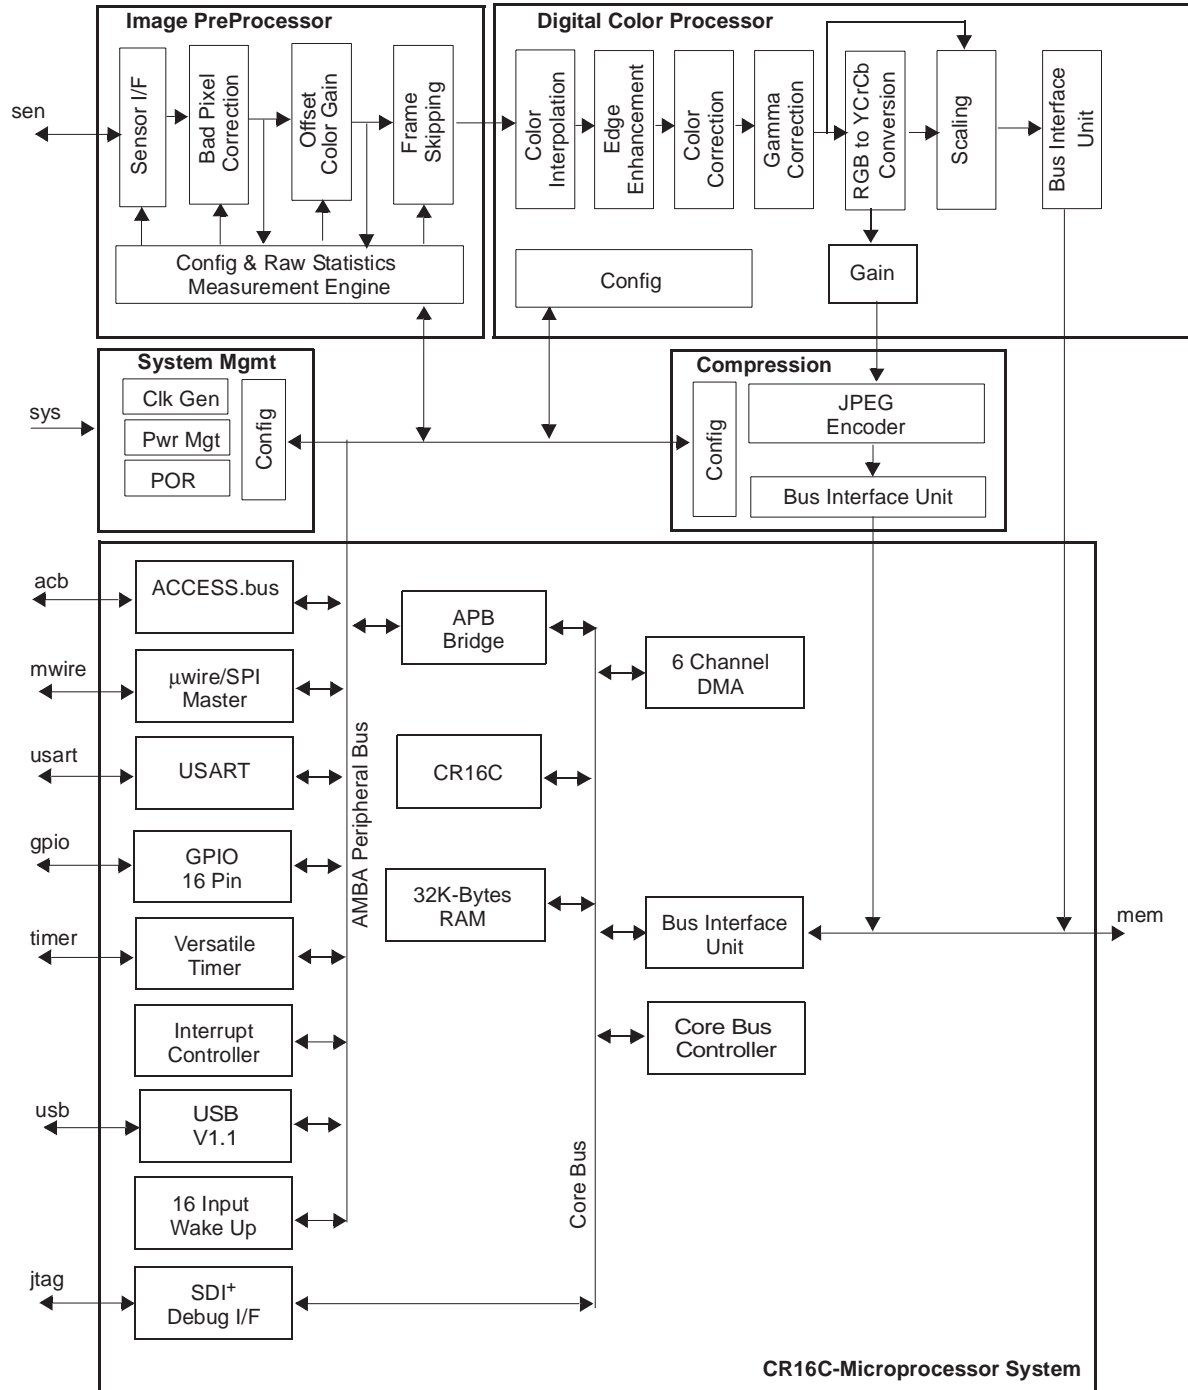 Image PreProcessor
sen
Sensor I/F
Bad Pixel
Correction
Offset
Color Gain
Frame
Skipping
Config & Raw Statistics
Measurement Engine
Digital Color Processor
Color
Interpolation
Edge
Enhancement
Color
Correction
Gamma
Correction
RGB to YCrCb
Conversion
Scaling
Bus Interface
Unit
Config
Gain
System Mgmt
sys
Clk Gen
Pwr Mgt
POR
Config
Compression
Config
JPEG
Encoder
Bus Interface Unit
acb
ACCESS.bus
mwire
µwire/SPI
Master
usart
USART
gpio
GPIO
16 Pin
timer
Versatile
Timer
Interrupt
Controller
usb
USB
V1.1
16 Input
Wake Up
jtag
SDI+
Debug I/F
AMBA Peripheral Bus
APB
Bridge
CR16C
32K-Bytes
RAM
Core Bus
6 Channel
DMA
Bus Interface
Unit
mem
Core Bus
Controller
CR16C-Microprocessor System